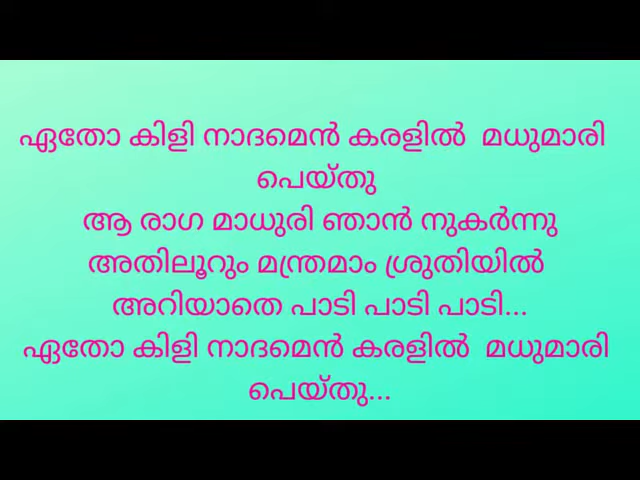 ഏതോ കിളി നാദമെൻ കരളിൽ മധുമാരി
പെയ്തു
ആ രാഗ മാധുരി ഞാൻ നുകർന്നു
അതിലൂറും മന്ത്രമാം ശ്രുതിയിൽ
അറിയാതെ പാടി പാടി പാടി...
ഏതോ കിളി നാദമെൻ കരളിൽ മധുമാരി
പെയ്തു...